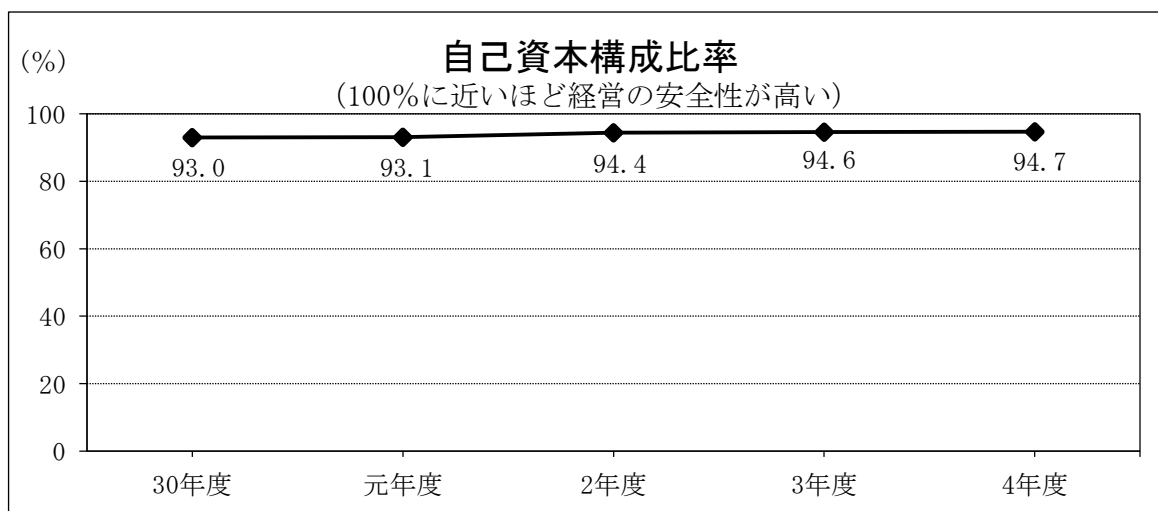 自己資本構成比率
(%)
(100%に近いほど経営の安全性が高い)
100
80
60
40
20
0
93.0
93.1
94.4
94.6
94.7
30年度
元年度
2年度
3年度
4年度